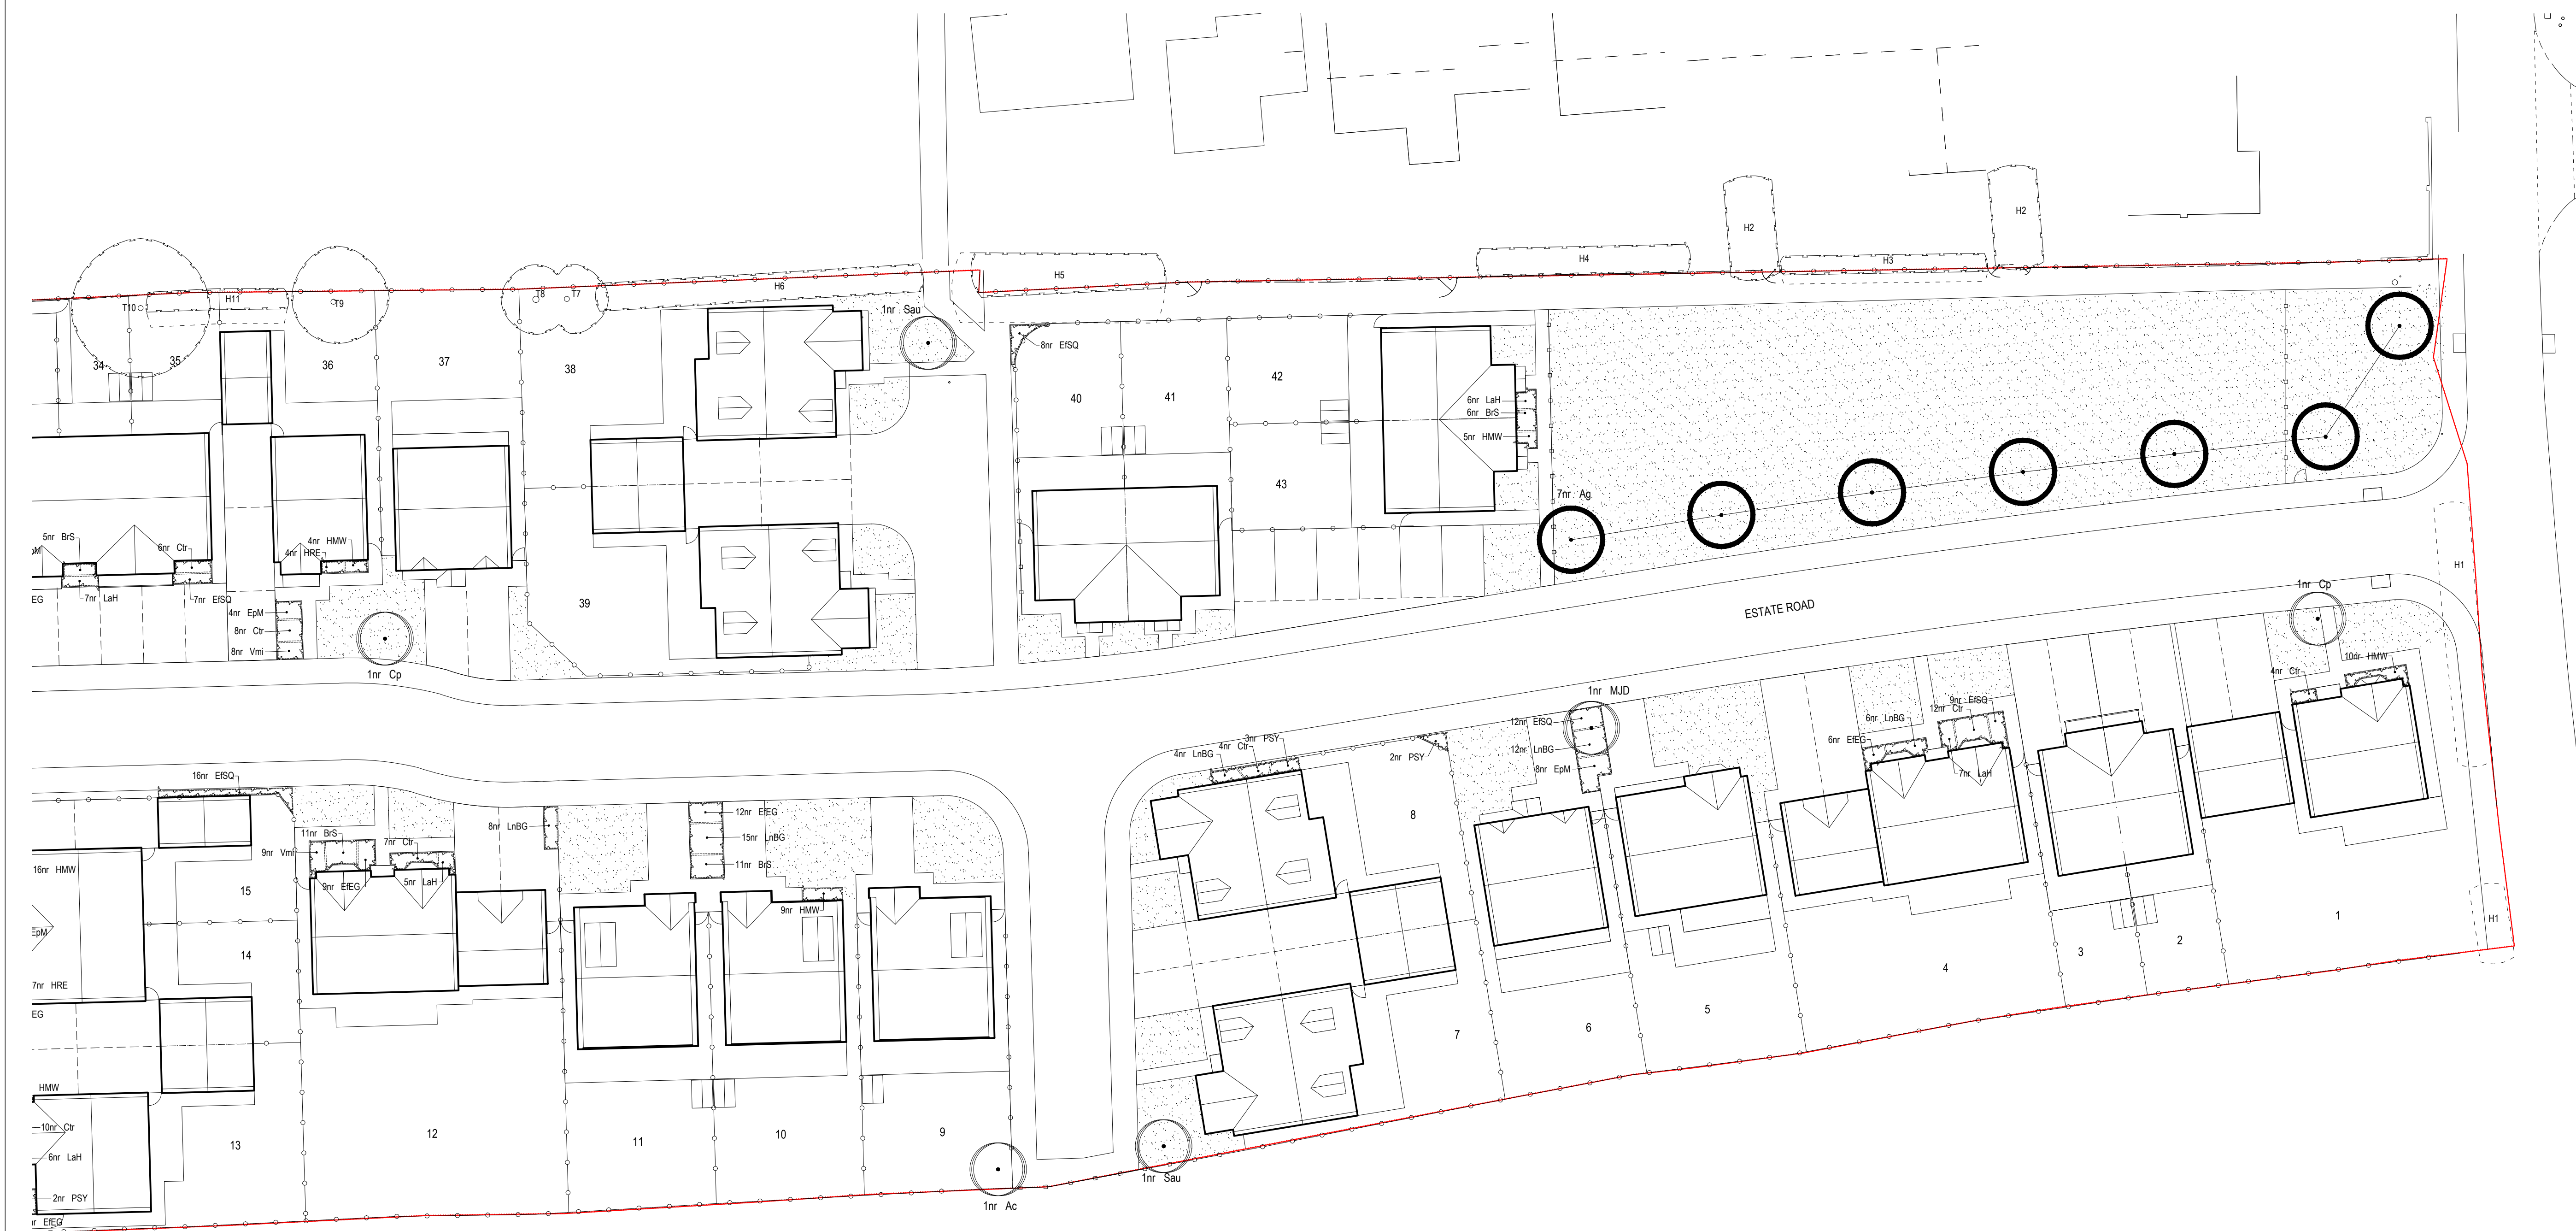 H2
H2
H5
H4
H3
H6
H11
T10
T9
T8
T7
1nr Sau
8nr EfSQ
34
35
36
37
38
40
41
42
43
39
6nr LaH
6nr BrS
5nr HMW
7nr Ag
5nr BrS
6nr Ctr
4nr HRE
4nr HMW
7nr LaH
7nr EfSQ
EG
4nr EpM
8nr Ctr
8nr Vmi
1nr Cp
H1
1nr Cp
ESTATE ROAD
10nr HMW
4nr Ctr
1nr MJD
12nr EfSQ
12nr LnBG
8nr EpM
9nr EfSQ
12nr Ctr
6nr LnBG
6nr EfEG
7nr LaH
3nr PSY
4nr Ctr
4nr LnBG
2nr PSY
16nr EfSQ
8nr LnBG
12nr EfEG
15nr LnBG
11nr BrS
11nr BrS
9nr Vmi
7nr Ctr
9nr EfEG
5nr LaH
9nr HMW
16nr HMW
EpM
7nr HRE
EG
HMW
10nr Ctr
6nr LaH
2nr PSY
nr EfEG
15
14
13
12
11
10
9
8
7
6
5
4
3
2
1
H1
1nr Ac
1nr Sau